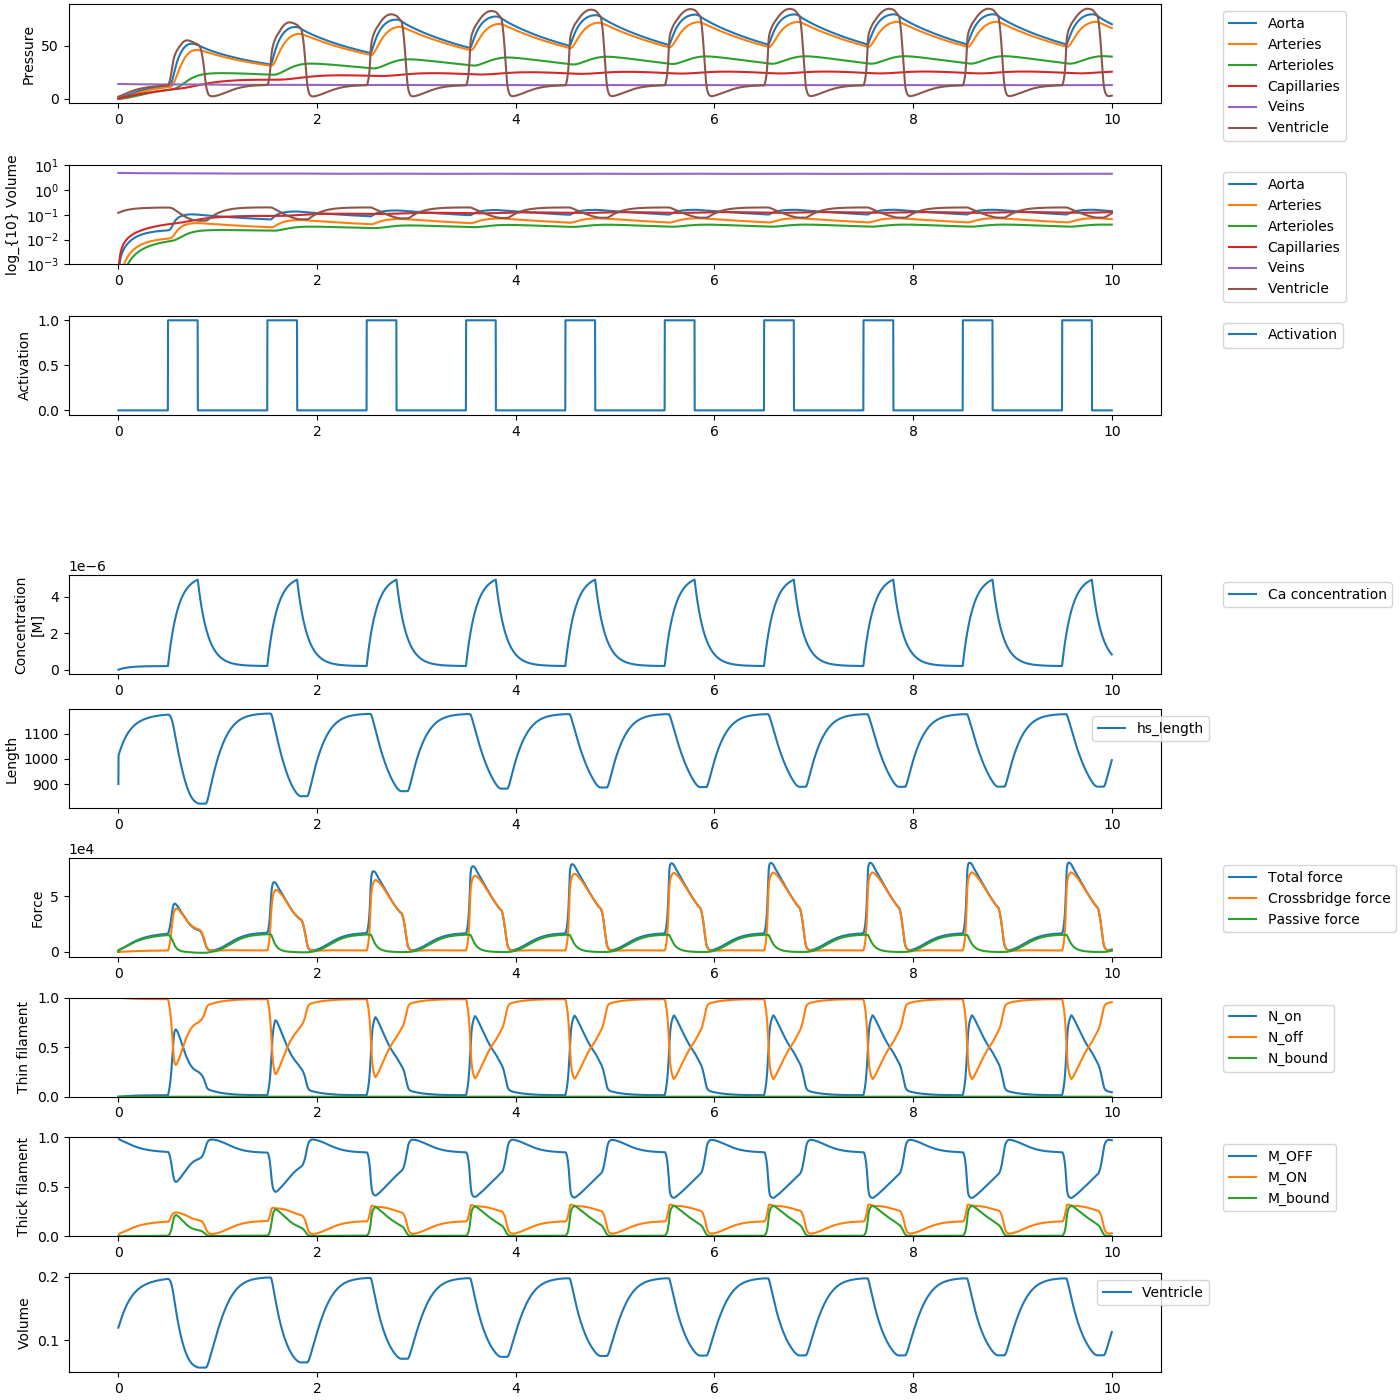 Pressure
50
0
0 2 4 6 8 10
Aorta
Arteries
Arterioles
Capillaries
Veins
Ventricle
log_{10} Volume
10^1
10^0
10^-1
10^-2
10^-3
0 2 4 6 8 10
Aorta
Arteries
Arterioles
Capillaries
Veins
Ventricle
Activation
1.0
0.5
0.0
0 2 4 6 8 10
Activation
1e−6
Concentration
[M]
4
2
0
0 2 4 6 8 10
Ca concentration
Length
1100
1000
900
0 2 4 6 8 10
hs_length
1e4
Force
5
0
0 2 4 6 8 10
Total force
Crossbridge force
Passive force
Thin filament
1.0
0.5
0.0
0 2 4 6 8 10
N_on
N_off
N_bound
Thick filament
1.0
0.5
0.0
0 2 4 6 8 10
M_OFF
M_ON
M_bound
Volume
0.2
0.1
0 2 4 6 8 10
Ventricle